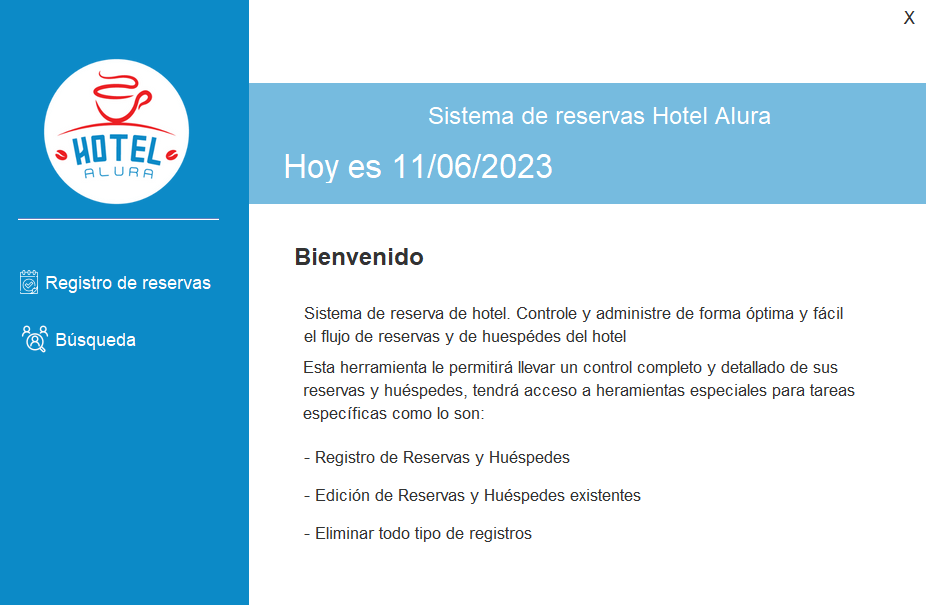 X
HOTEL
ALURA
Sistema de reservas Hotel Alura
Hoy es 11/06/2023
Registro de reservas
Búsqueda
Bienvenido
Sistema de reserva de hotel. Controle y administre de forma óptima y fácil
el flujo de reservas y de huespédes del hotel
Esta herramienta le permitirá llevar un control completo y detallado de sus
reservas y huéspedes, tendrá acceso a heramientas especiales para tareas
específicas como lo son:
- Registro de Reservas y Huéspedes
- Edición de Reservas y Huéspedes existentes
- Eliminar todo tipo de registros